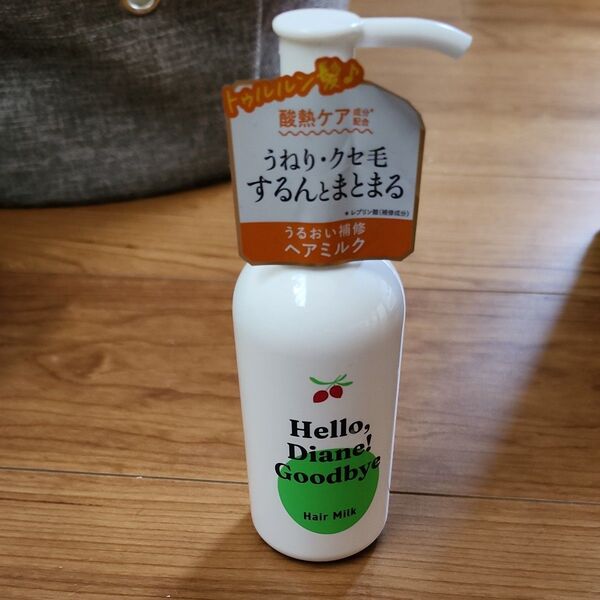 トゥルルン髪♪
酸熱ケア成分*配合
うねり・クセ毛
するんとまとまる
*レブリン酸(補修成分)
うるおい補修
ヘアミルク
Hello,
Diane!
Goodbye
Hair Milk